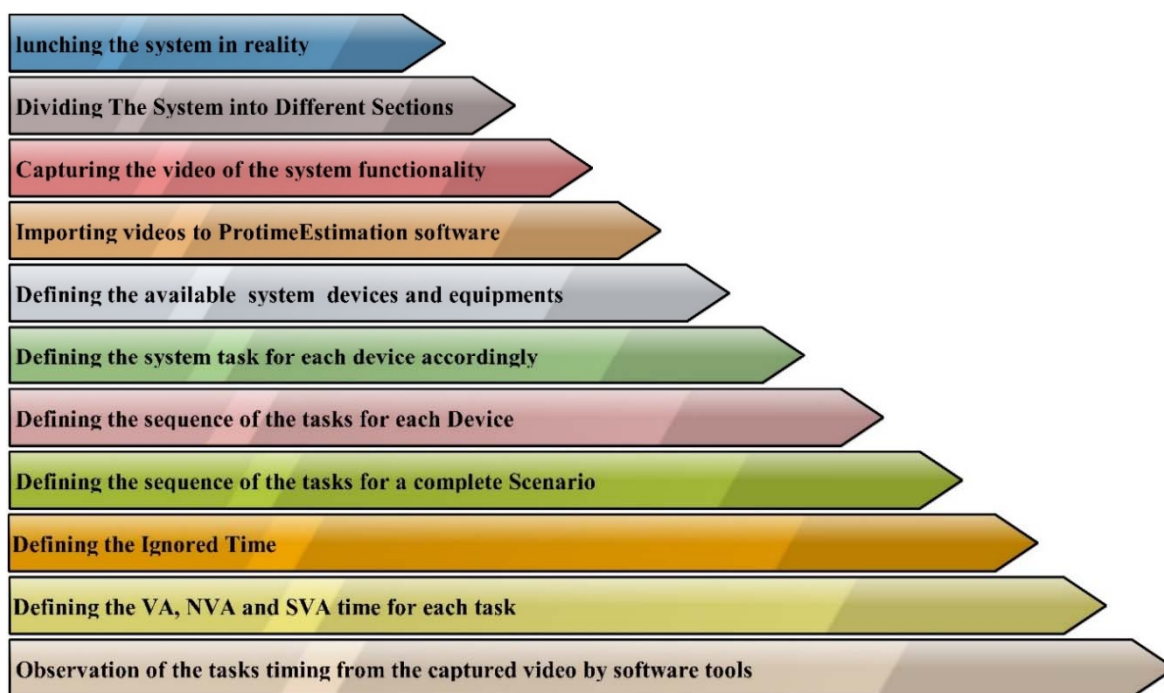 lunching the system in reality
Dividing The System into Different Sections
Capturing the video of the system functionality
Importing videos to ProtimeEstimation software
Defining the available system devices and equipments
Defining the system task for each device accordingly
Defining the sequence of the tasks for each Device
Defining the sequence of the tasks for a complete Scenario
Defining the Ignored Time
Defining the VA, NVA and SVA time for each task
Observation of the tasks timing from the captured video by software tools